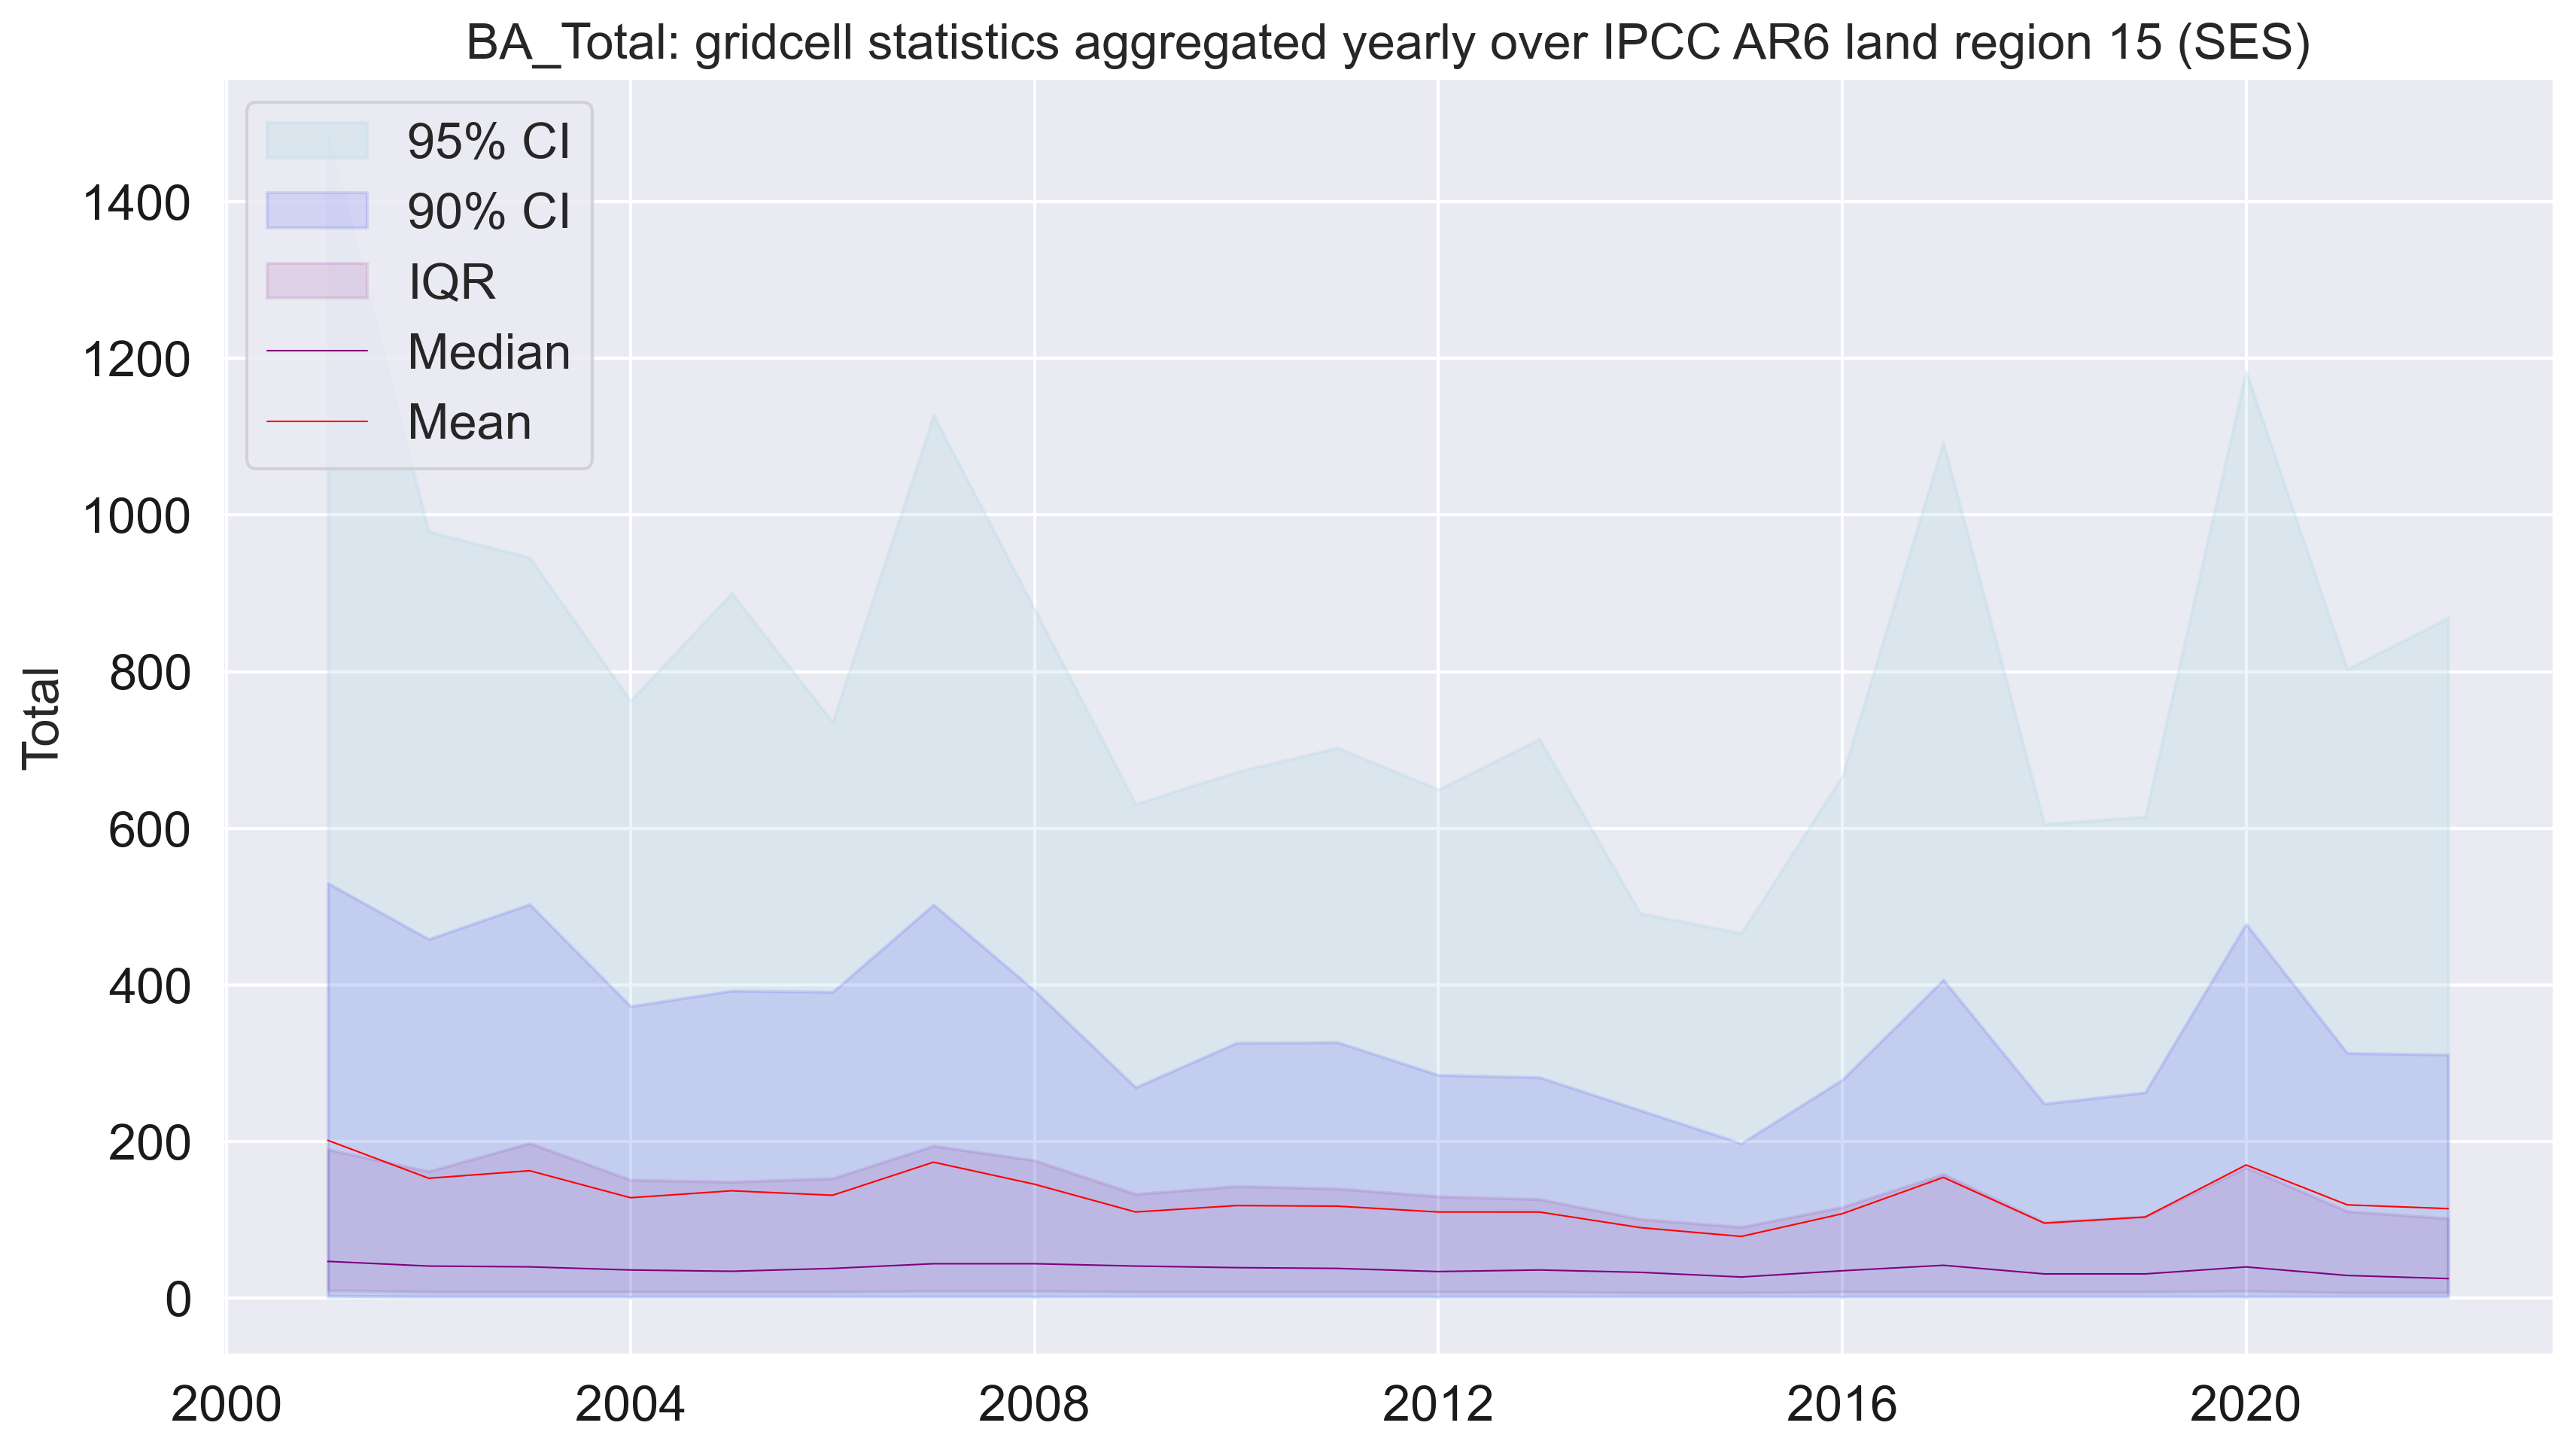 BA_Total: gridcell statistics aggregated yearly over IPCC AR6 land region 15 (SES)
95% CI
90% CI
IQR
Median
Mean
Total
1400
1200
1000
800
600
400
200
0
2000 2004 2008 2012 2016 2020